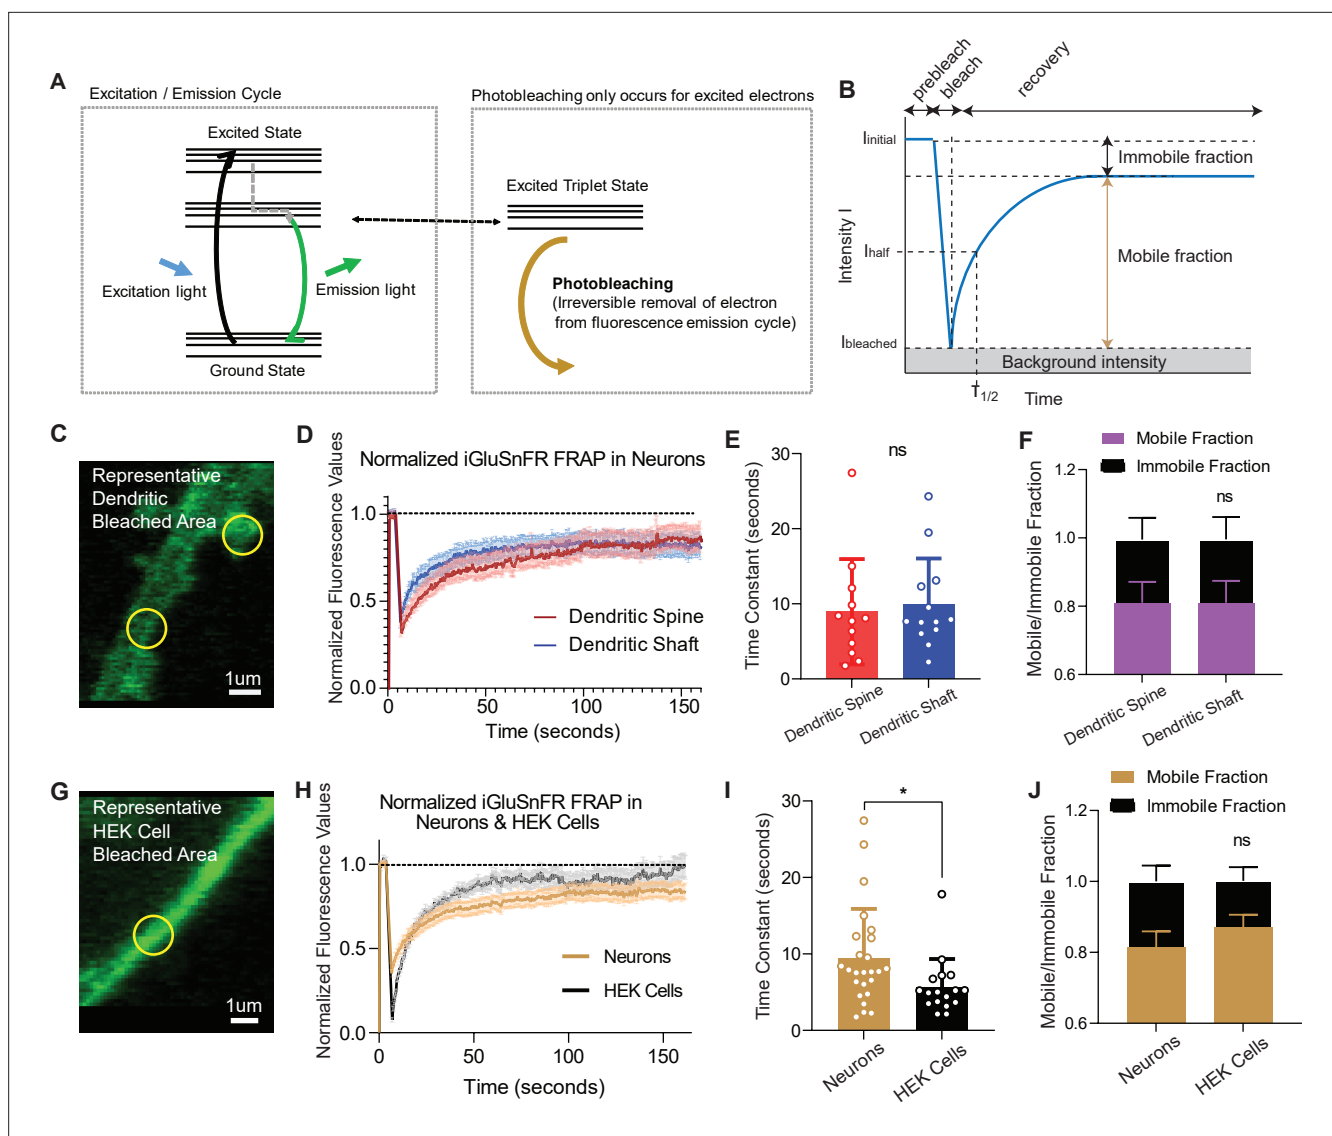 A
Excitation / Emission Cycle
Excited State
Excitation light
Emission light
Ground State
Photobleaching only occurs for excited electrons
Excited Triplet State
Photobleaching
(Irreversible removal of electron
from fluorescence emission cycle)
B
prebleach
bleach
recovery
Iinitial
Ihalf
Ibleached
Intensity I
Immobile fraction
Mobile fraction
Background intensity
T1/2
Time
C
Representative
Dendritic
Bleached Area
1um
D
Normalized iGluSnFR FRAP in Neurons
Normalized Fluorescence Values
1.0
0.5
0.0
Dendritic Spine
Dendritic Shaft
0
50
100
150
Time (seconds)
E
Time Constant (seconds)
30
20
10
0
ns
Dendritic Spine
Dendritic Shaft
F
Mobile Fraction
Immobile Fraction
Mobile/Immobile Fraction
1.2
1.0
0.8
0.6
ns
Dendritic Spine
Dendritic Shaft
G
Representative
HEK Cell
Bleached Area
1um
H
Normalized iGluSnFR FRAP in
Neurons & HEK Cells
Normalized Fluorescence Values
1.0
0.5
0.0
Neurons
HEK Cells
0
50
100
150
Time (seconds)
I
Time Constant (seconds)
30
20
10
0
*
Neurons
HEK Cells
J
Mobile Fraction
Immobile Fraction
Mobile/Immobile Fraction
1.2
1.0
0.8
0.6
ns
Neurons
HEK Cells